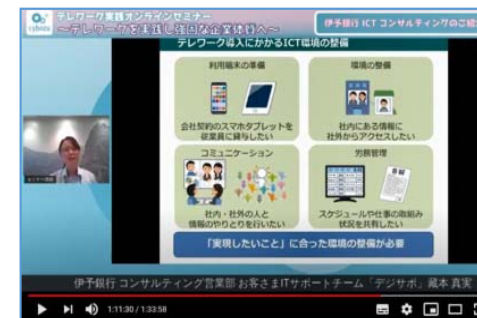 cybozu
テレワーク実践オンラインセミナー
～テレワークを実践し強固な企業体質へ～
伊予銀行 ICT コンサルティングのご紹
テレワーク導入にかかるICT環境の整備
利用端末の準備
環境の整備
会社契約のスマホタブレットを
従業員に貸与したい
社内にある情報に
社外からアクセスしたい
コミュニケーション
労務管理
社内・社外の人と
情報のやりとりを行いたい
スケジュールや仕事の取組み
状況を共有したい
「実現したいこと」に合った環境の整備が必要
伊予銀行 コンサルティング営業部 お客さまITサポートチーム「デジサポ」藏本 真実
1:11:30 / 1:33:58